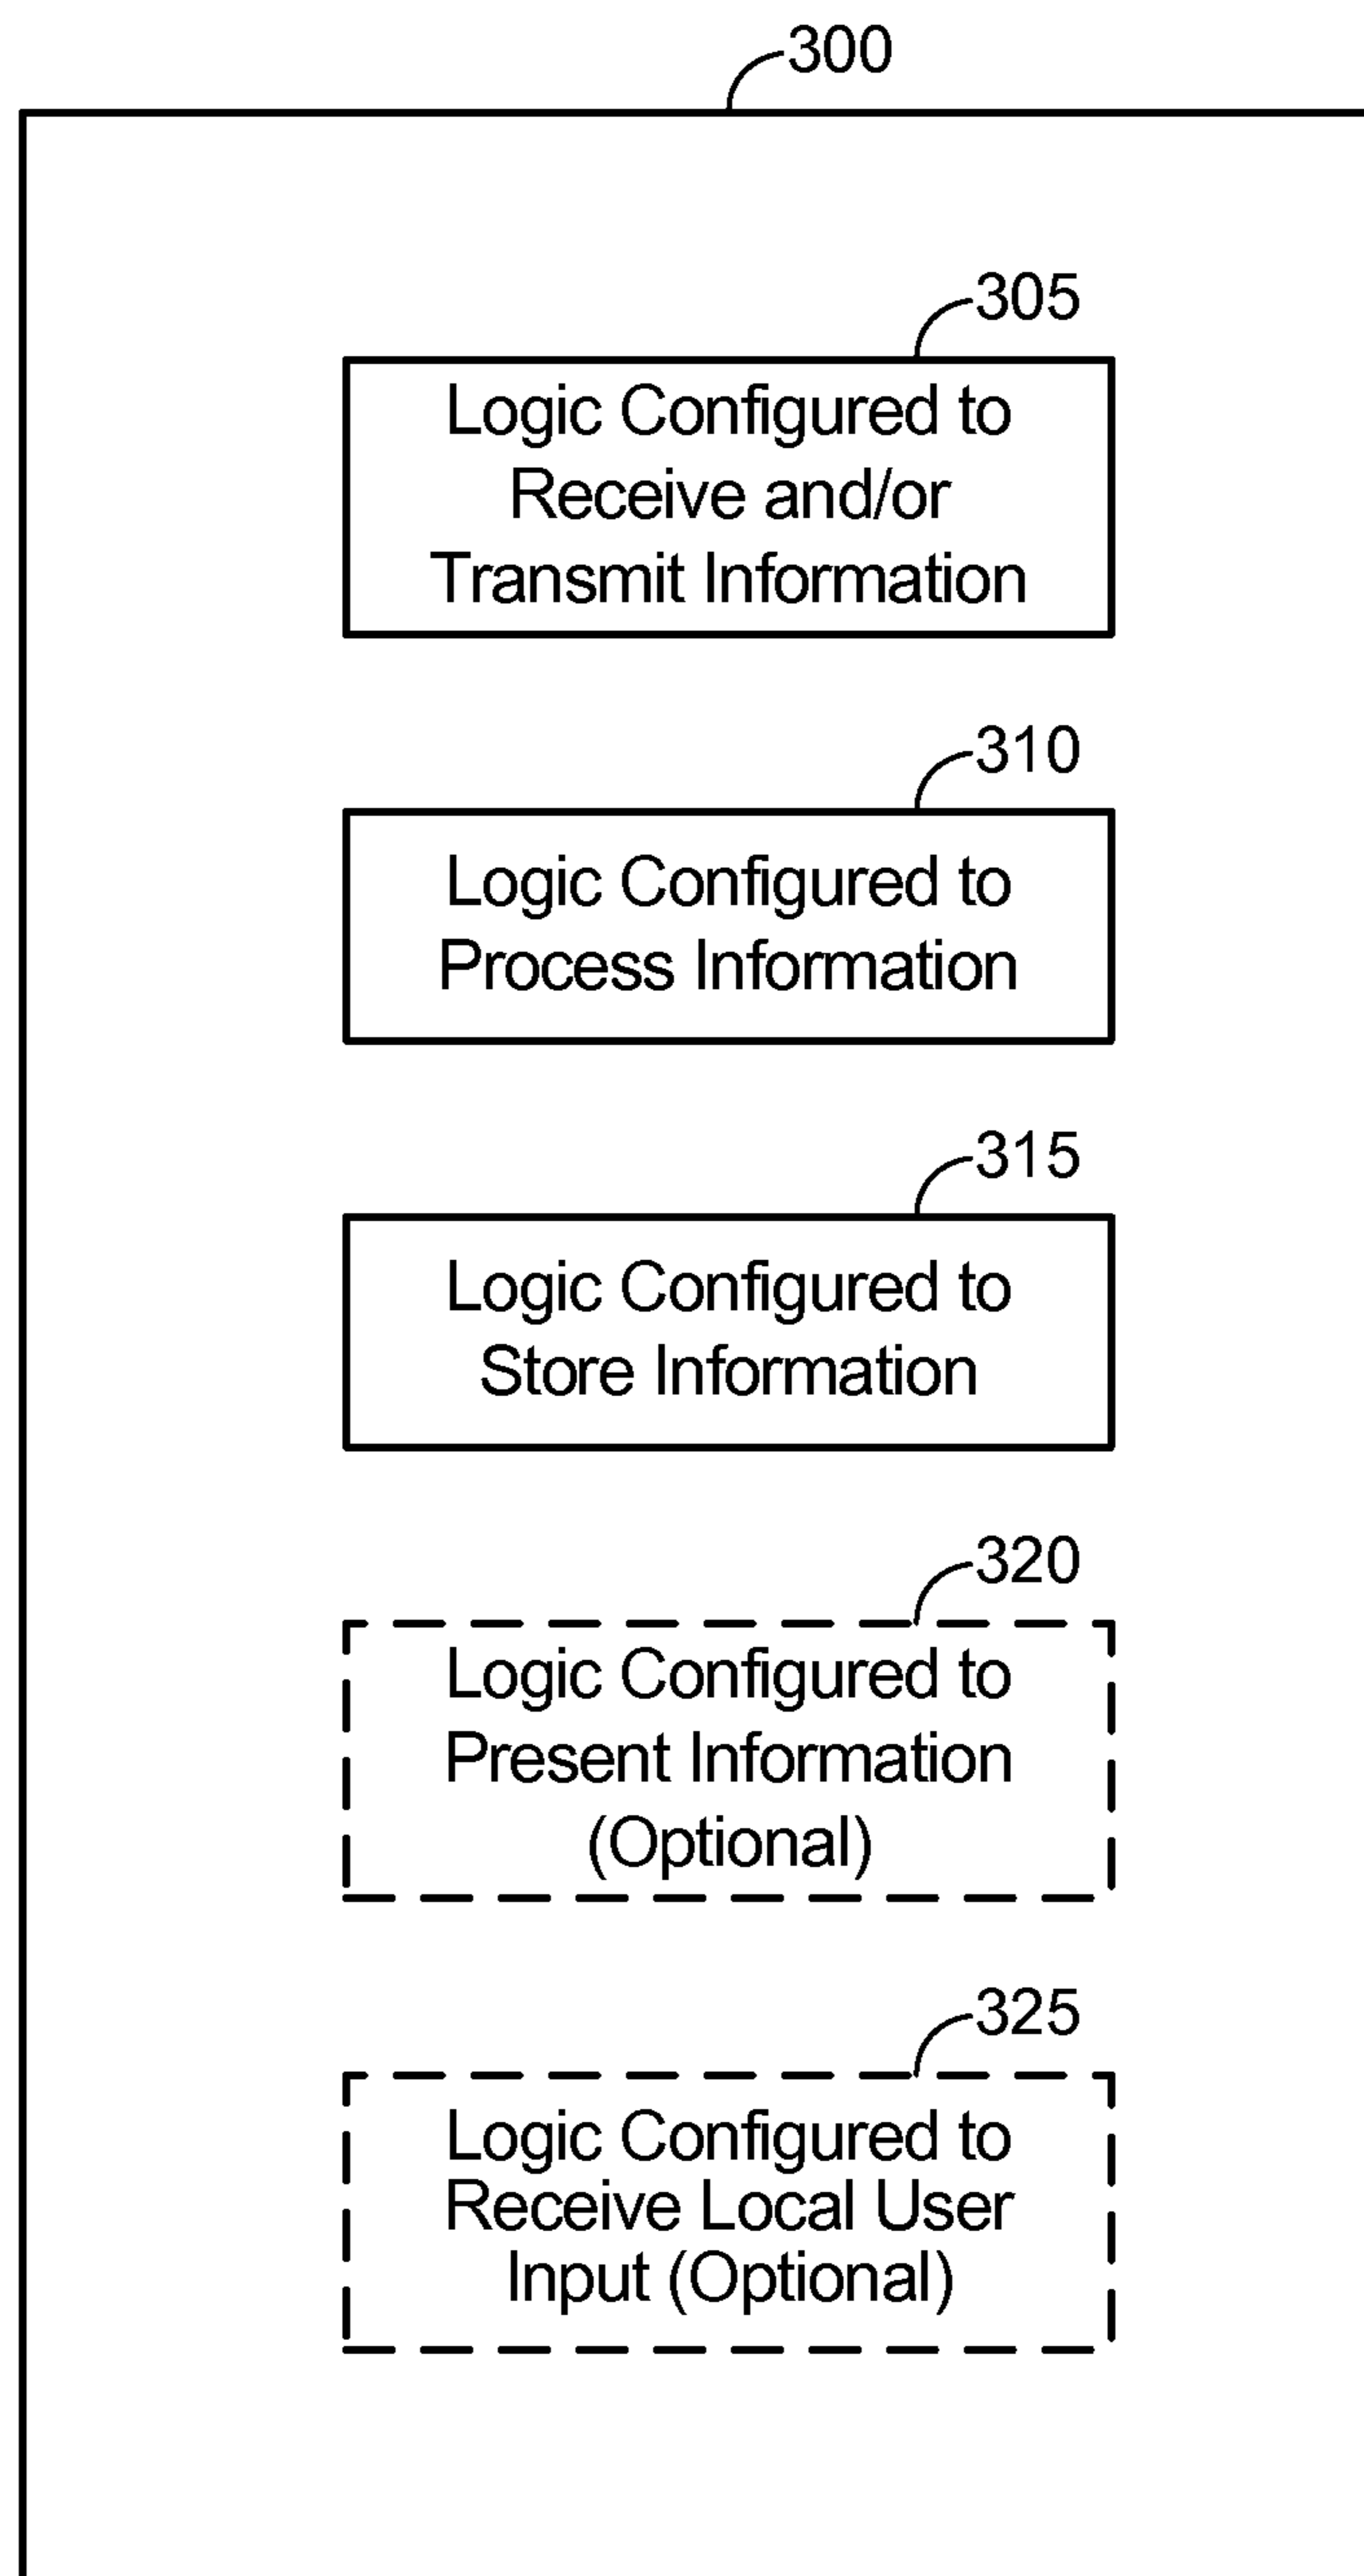 300
305
Logic Configured to
Receive and/or
Transmit Information
310
Logic Configured to
Process Information
315
Logic Configured to
Store Information
320
Logic Configured to
Present Information
(Optional)
325
Logic Configured to
Receive Local User
Input (Optional)